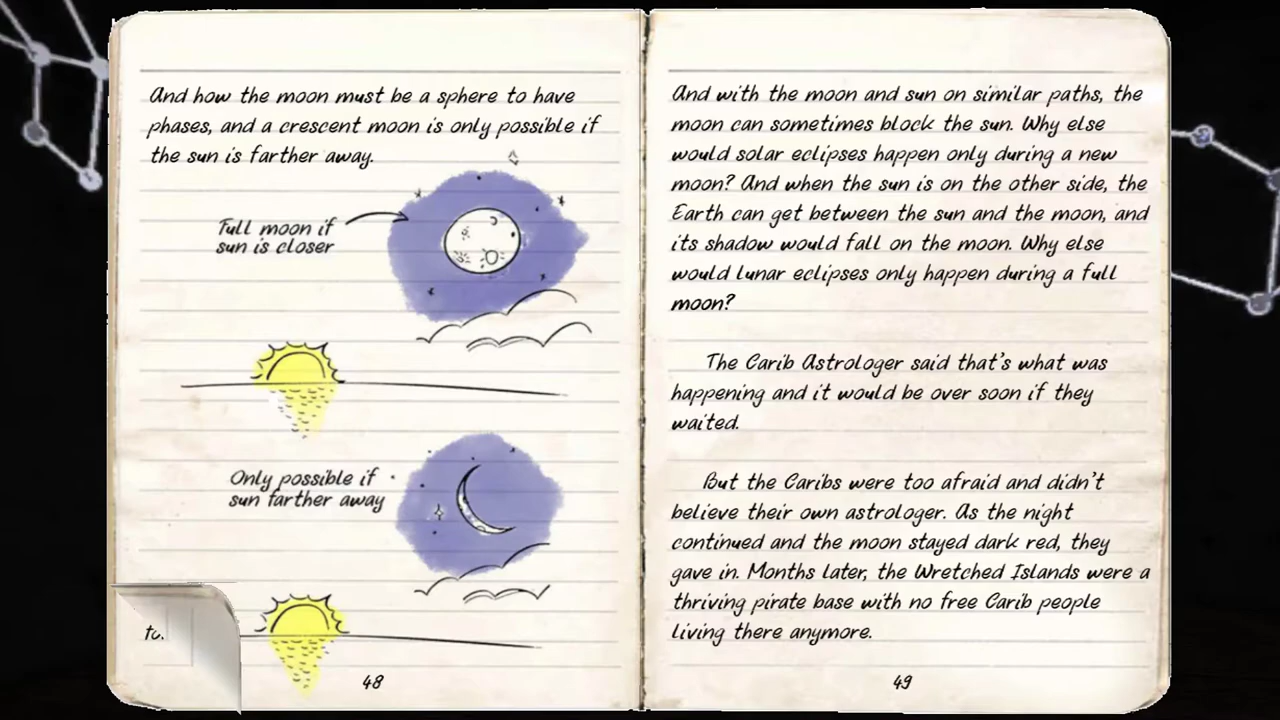 And how the moon must be a sphere to have
phases, and a crescent moon is only possible if
the sun is farther away.
Full moon if
sun is closer
Only possible if
sun farther away
to.
48
And with the moon and sun on similar paths, the
moon can sometimes block the sun. Why else
would solar eclipses happen only during a new
moon? And when the sun is on the other side, the
Earth can get between the sun and the moon, and
its shadow would fall on the moon. Why else
would lunar eclipses only happen during a full
moon?
The Carib Astrologer said that's what was
happening and it would be over soon if they
waited.
But the Caribs were too afraid and didn't
believe their own astrologer. As the night
continued and the moon stayed dark red, they
gave in. Months later, the Wretched Islands were a
thriving pirate base with no free Carib people
living there anymore.
49